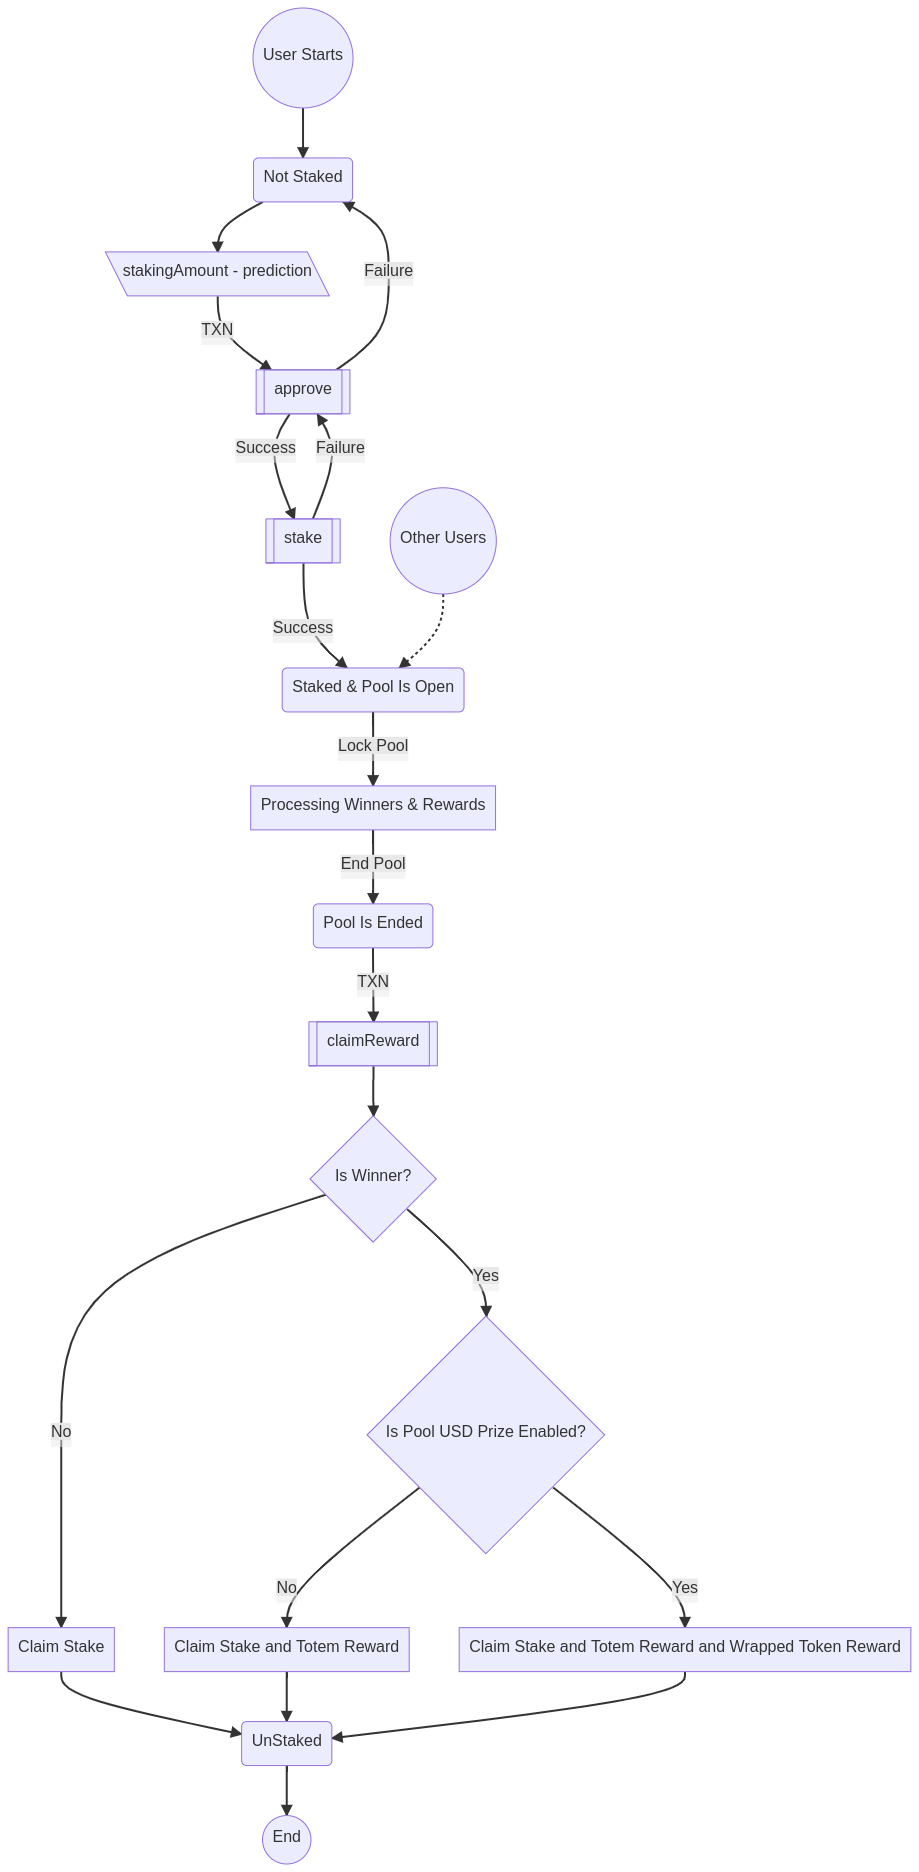 User Starts
Not Staked
stakingAmount - prediction
Failure
TXN
approve
Success
Failure
stake
Other Users
Success
Staked & Pool Is Open
Lock Pool
Processing Winners & Rewards
End Pool
Pool Is Ended
TXN
claimReward
Is Winner?
Yes
No
Is Pool USD Prize Enabled?
No
Yes
Claim Stake
Claim Stake and Totem Reward
Claim Stake and Totem Reward and Wrapped Token Reward
UnStaked
End